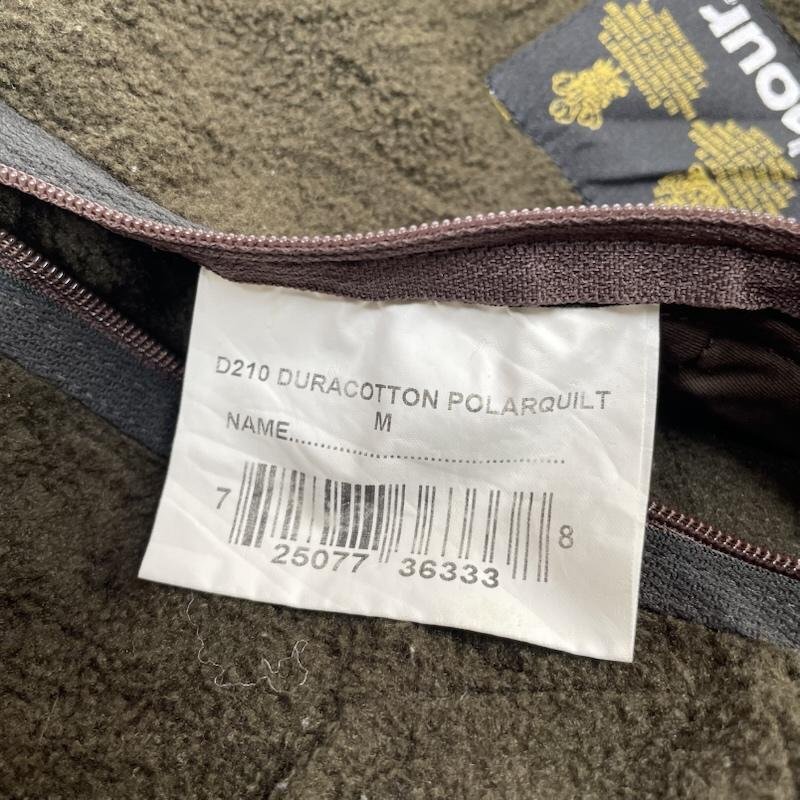 D210 DURACOTTON POLARQUILT
M
NAME..........................................................
7 25077 36333 8